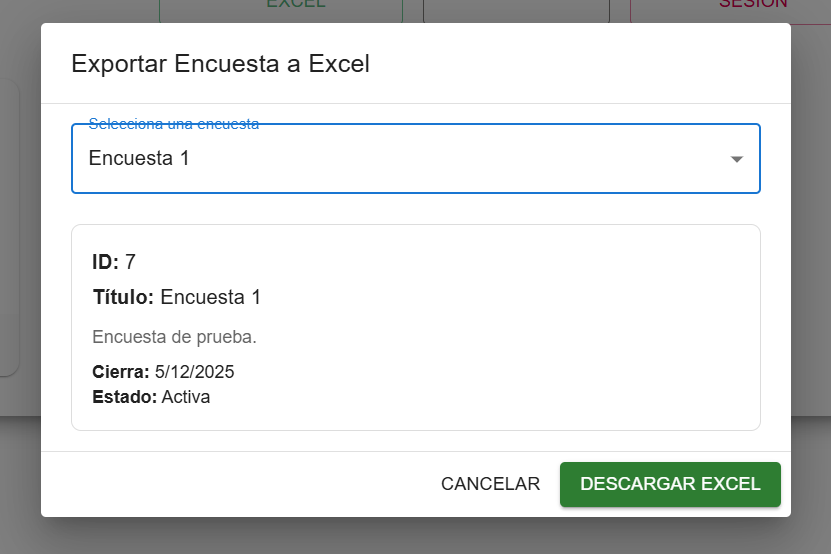 EXCEL
SESIÓN
Exportar Encuesta a Excel
Selecciona una encuesta
Encuesta 1
ID: 7
Título: Encuesta 1
Encuesta de prueba.
Cierra: 5/12/2025
Estado: Activa
CANCELAR
DESCARGAR EXCEL